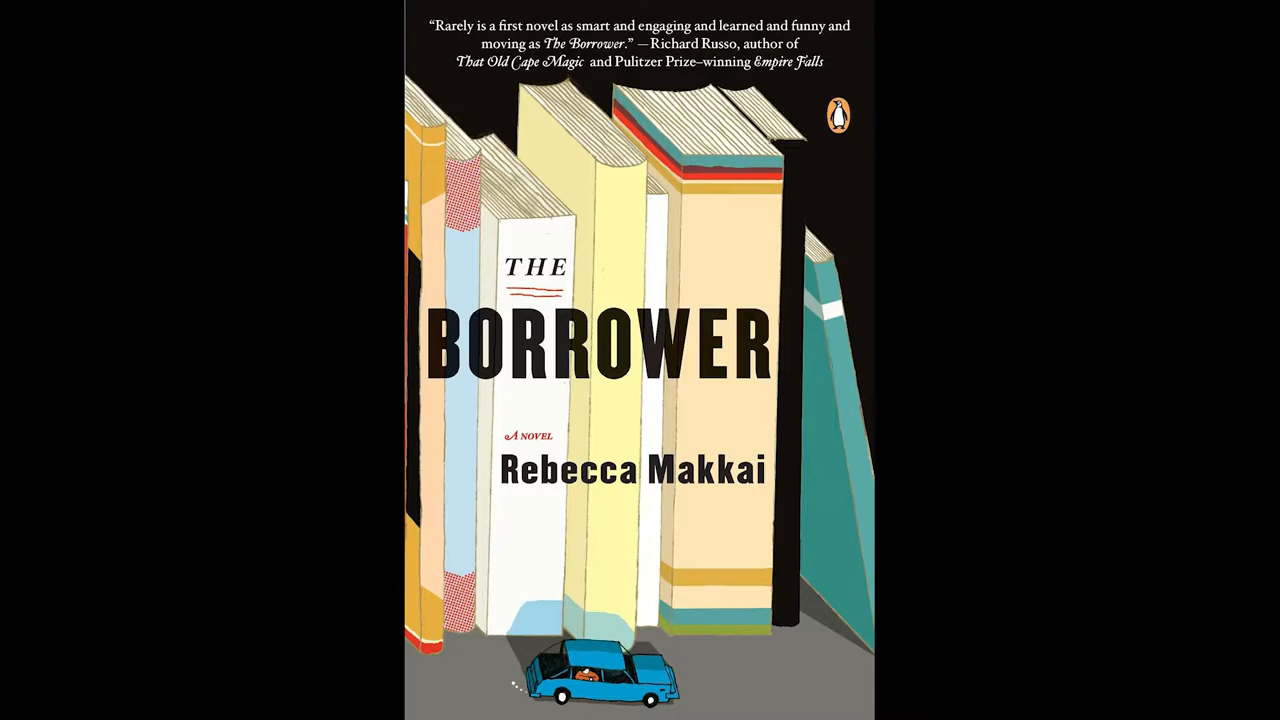 “Rarely is a first novel as smart and engaging and learned and funny and
moving as The Borrower.” —Richard Russo, author of
That Old Cape Magic and Pulitzer Prize–winning Empire Falls
THE
BORROWER
A NOVEL
Rebecca Makkai